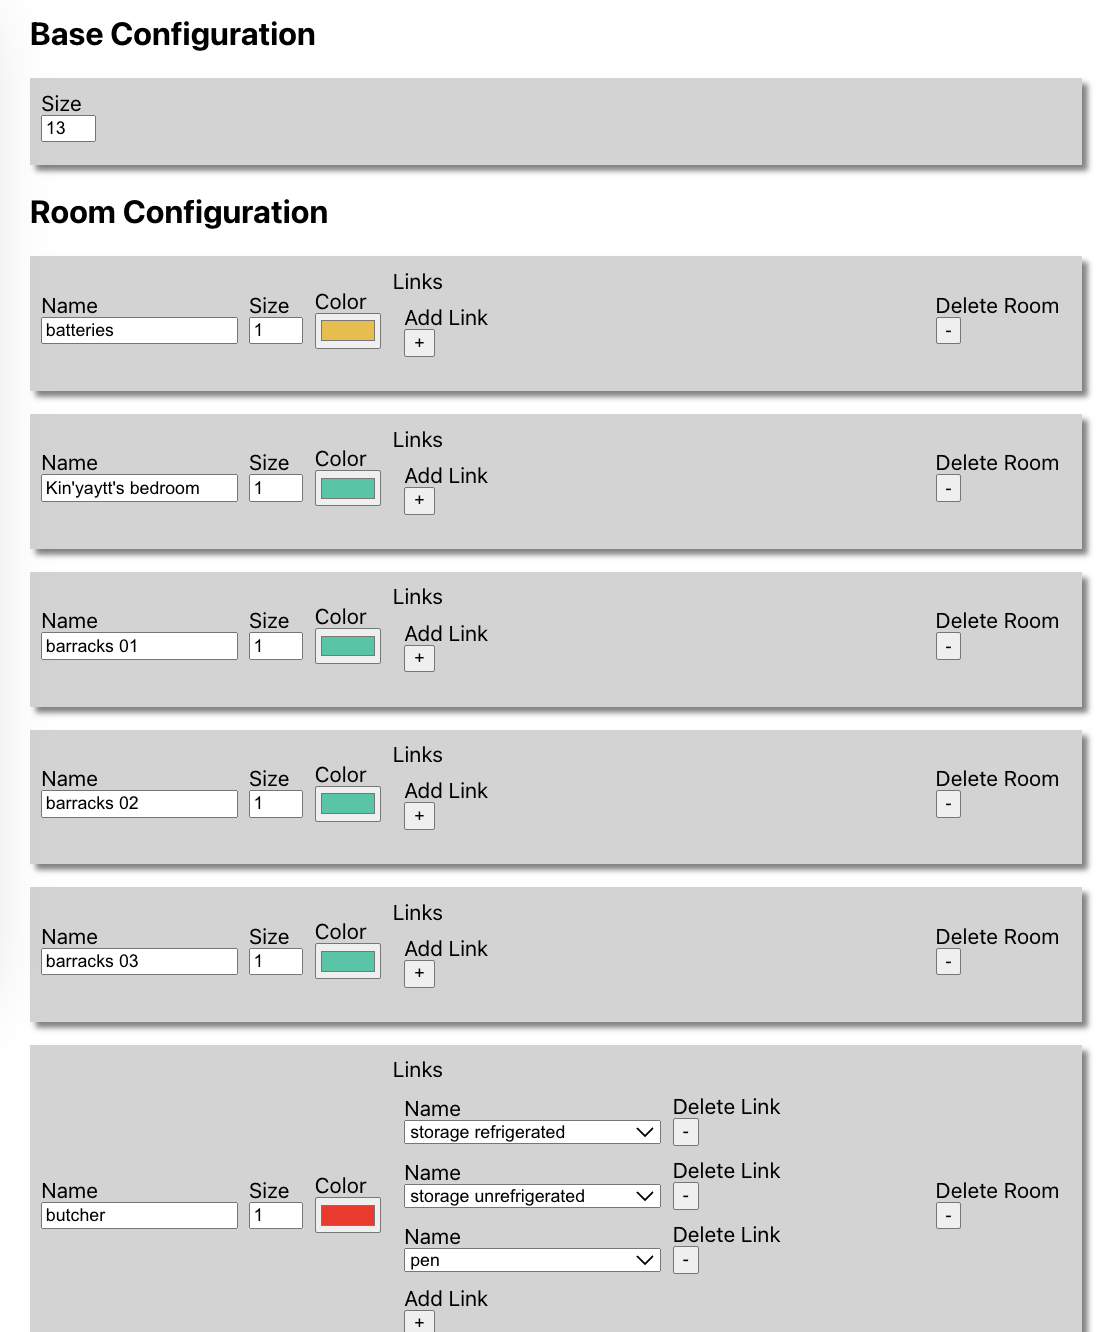 Base Configuration
Size
13
Room Configuration
Links
Name Size Color Add Link Delete Room
batteries 1 + -
Links
Name Size Color Add Link Delete Room
Kin'yaytt's bedroom 1 + -
Links
Name Size Color Add Link Delete Room
barracks 01 1 + -
Links
Name Size Color Add Link Delete Room
barracks 02 1 + -
Links
Name Size Color Add Link Delete Room
barracks 03 1 + -
Links
Name Delete Link
storage refrigerated -
Name Delete Link
storage unrefrigerated -
Name Size Color Delete Room
butcher 1 -
Name Delete Link
pen -
Add Link
+